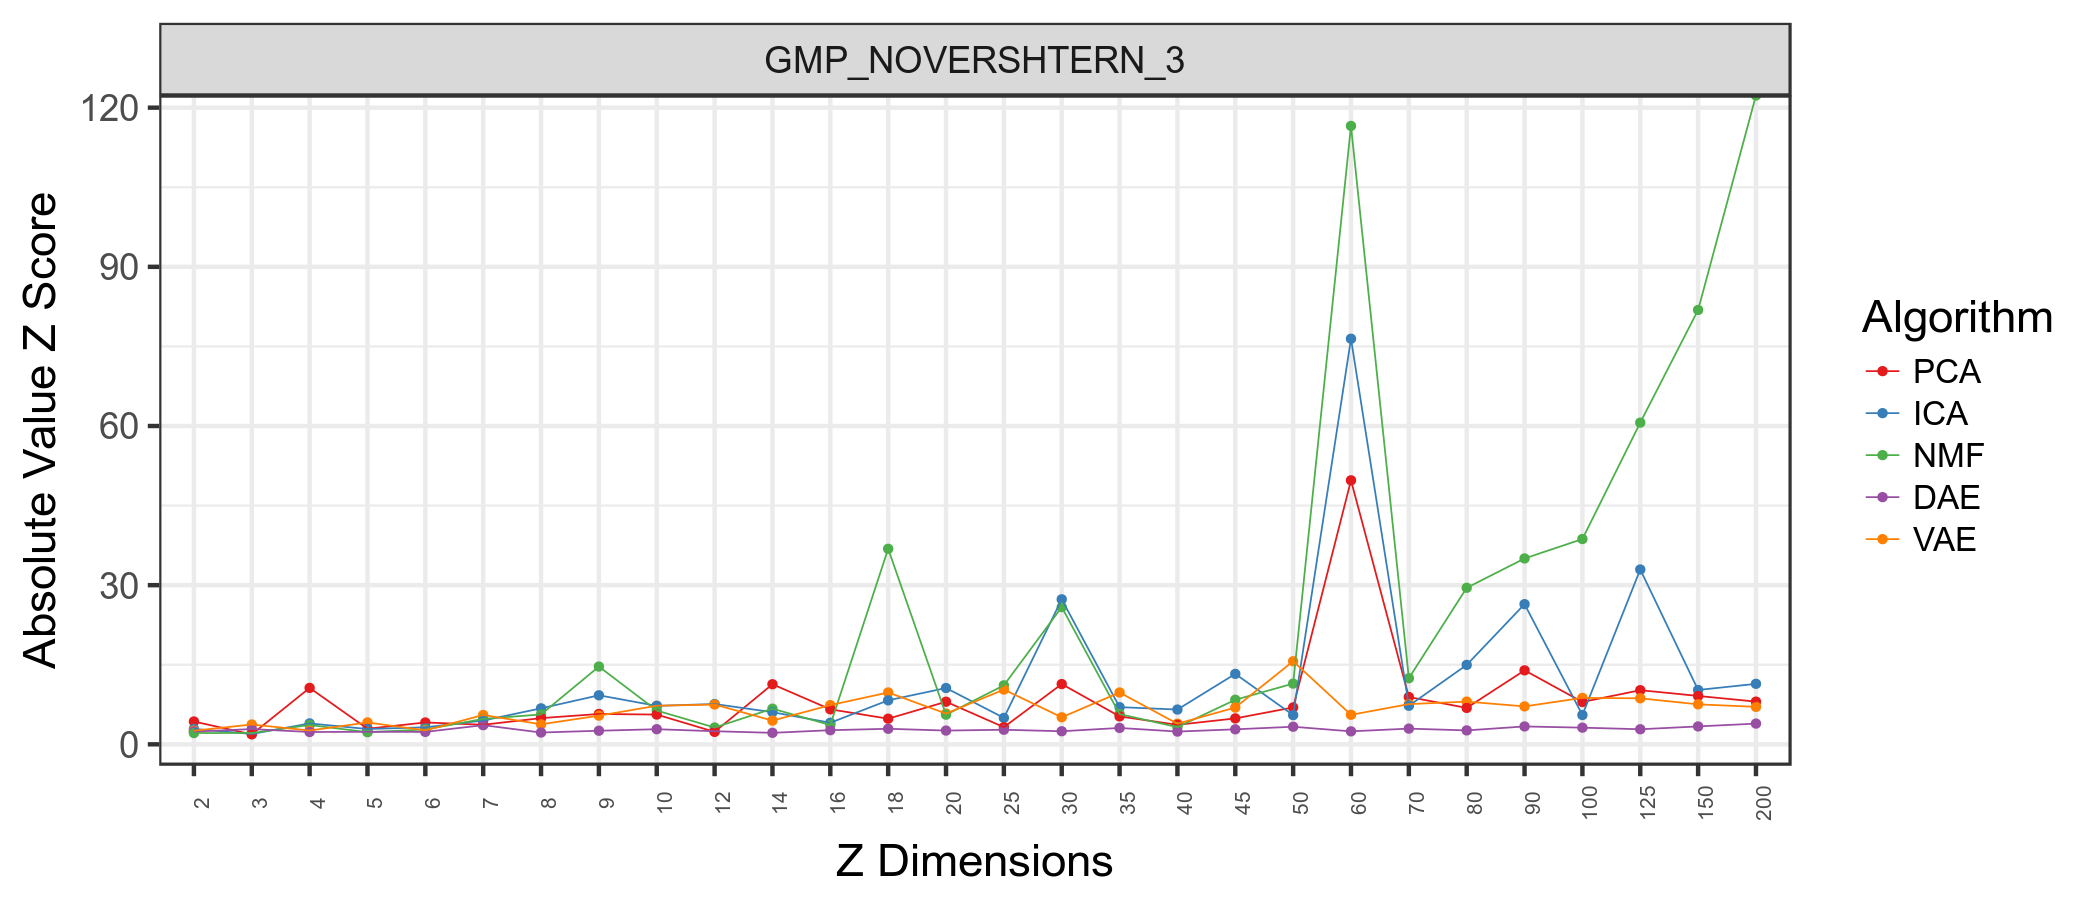 GMP_NOVERSHTERN_3
120
90
60
30
0
Absolute Value Z Score
2 3 4 5 6 7 8 9 10 12 14 16 18 20 25 30 35 40 45 50 60 70 80 90 100 125 150 200
Z Dimensions
Algorithm
PCA
ICA
NMF
DAE
VAE